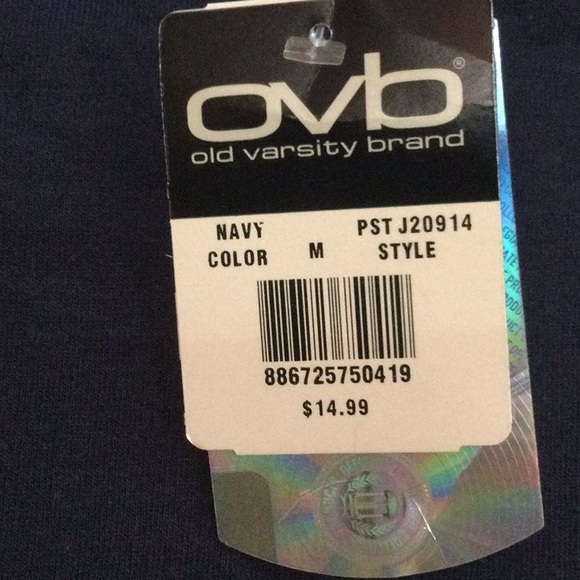 ovb®
old varsity brand
NAVY PST J20914
COLOR M STYLE
886725750419
$14.99